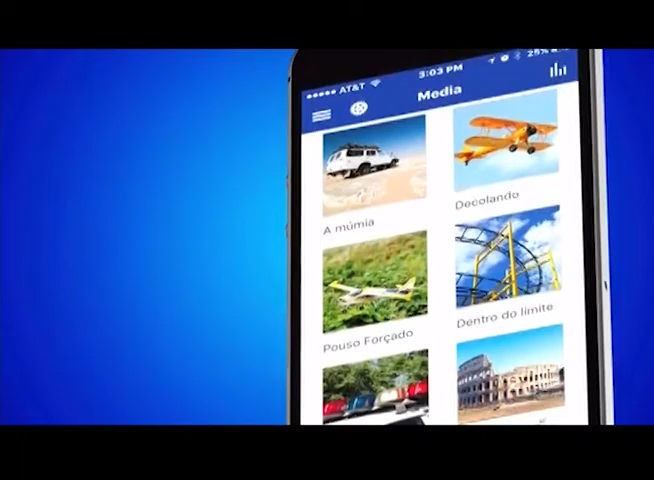 AT&T 3:03 PM 25%
Media
A múmia
Decolando
Pouso Forçado
Dentro do limite